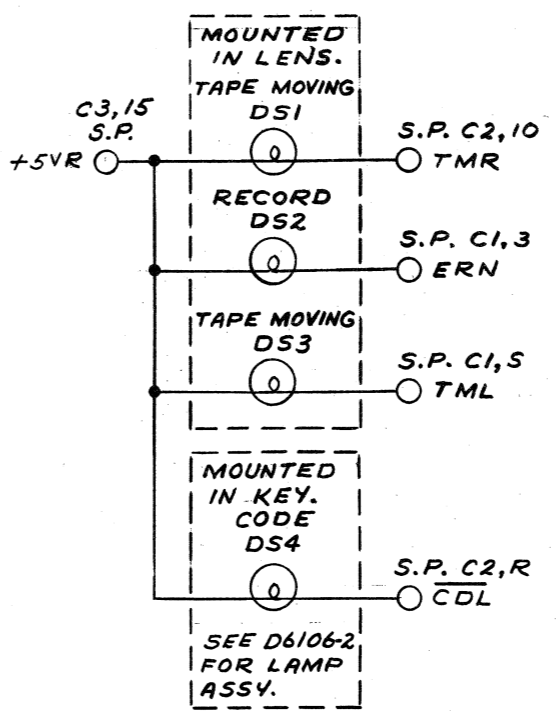 MOUNTED
IN LENS.
TAPE MOVING
DS1
C3,15
S.P.
+5VR
S.P. C2,10
TMR
RECORD
DS2
S.P. C1,3
ERN
TAPE MOVING
DS3
S.P. C1,S
TML
MOUNTED
IN KEY.
CODE
DS4
S.P. C2,R
C̅D̅L̅
SEE D6106-2
FOR LAMP
ASSY.